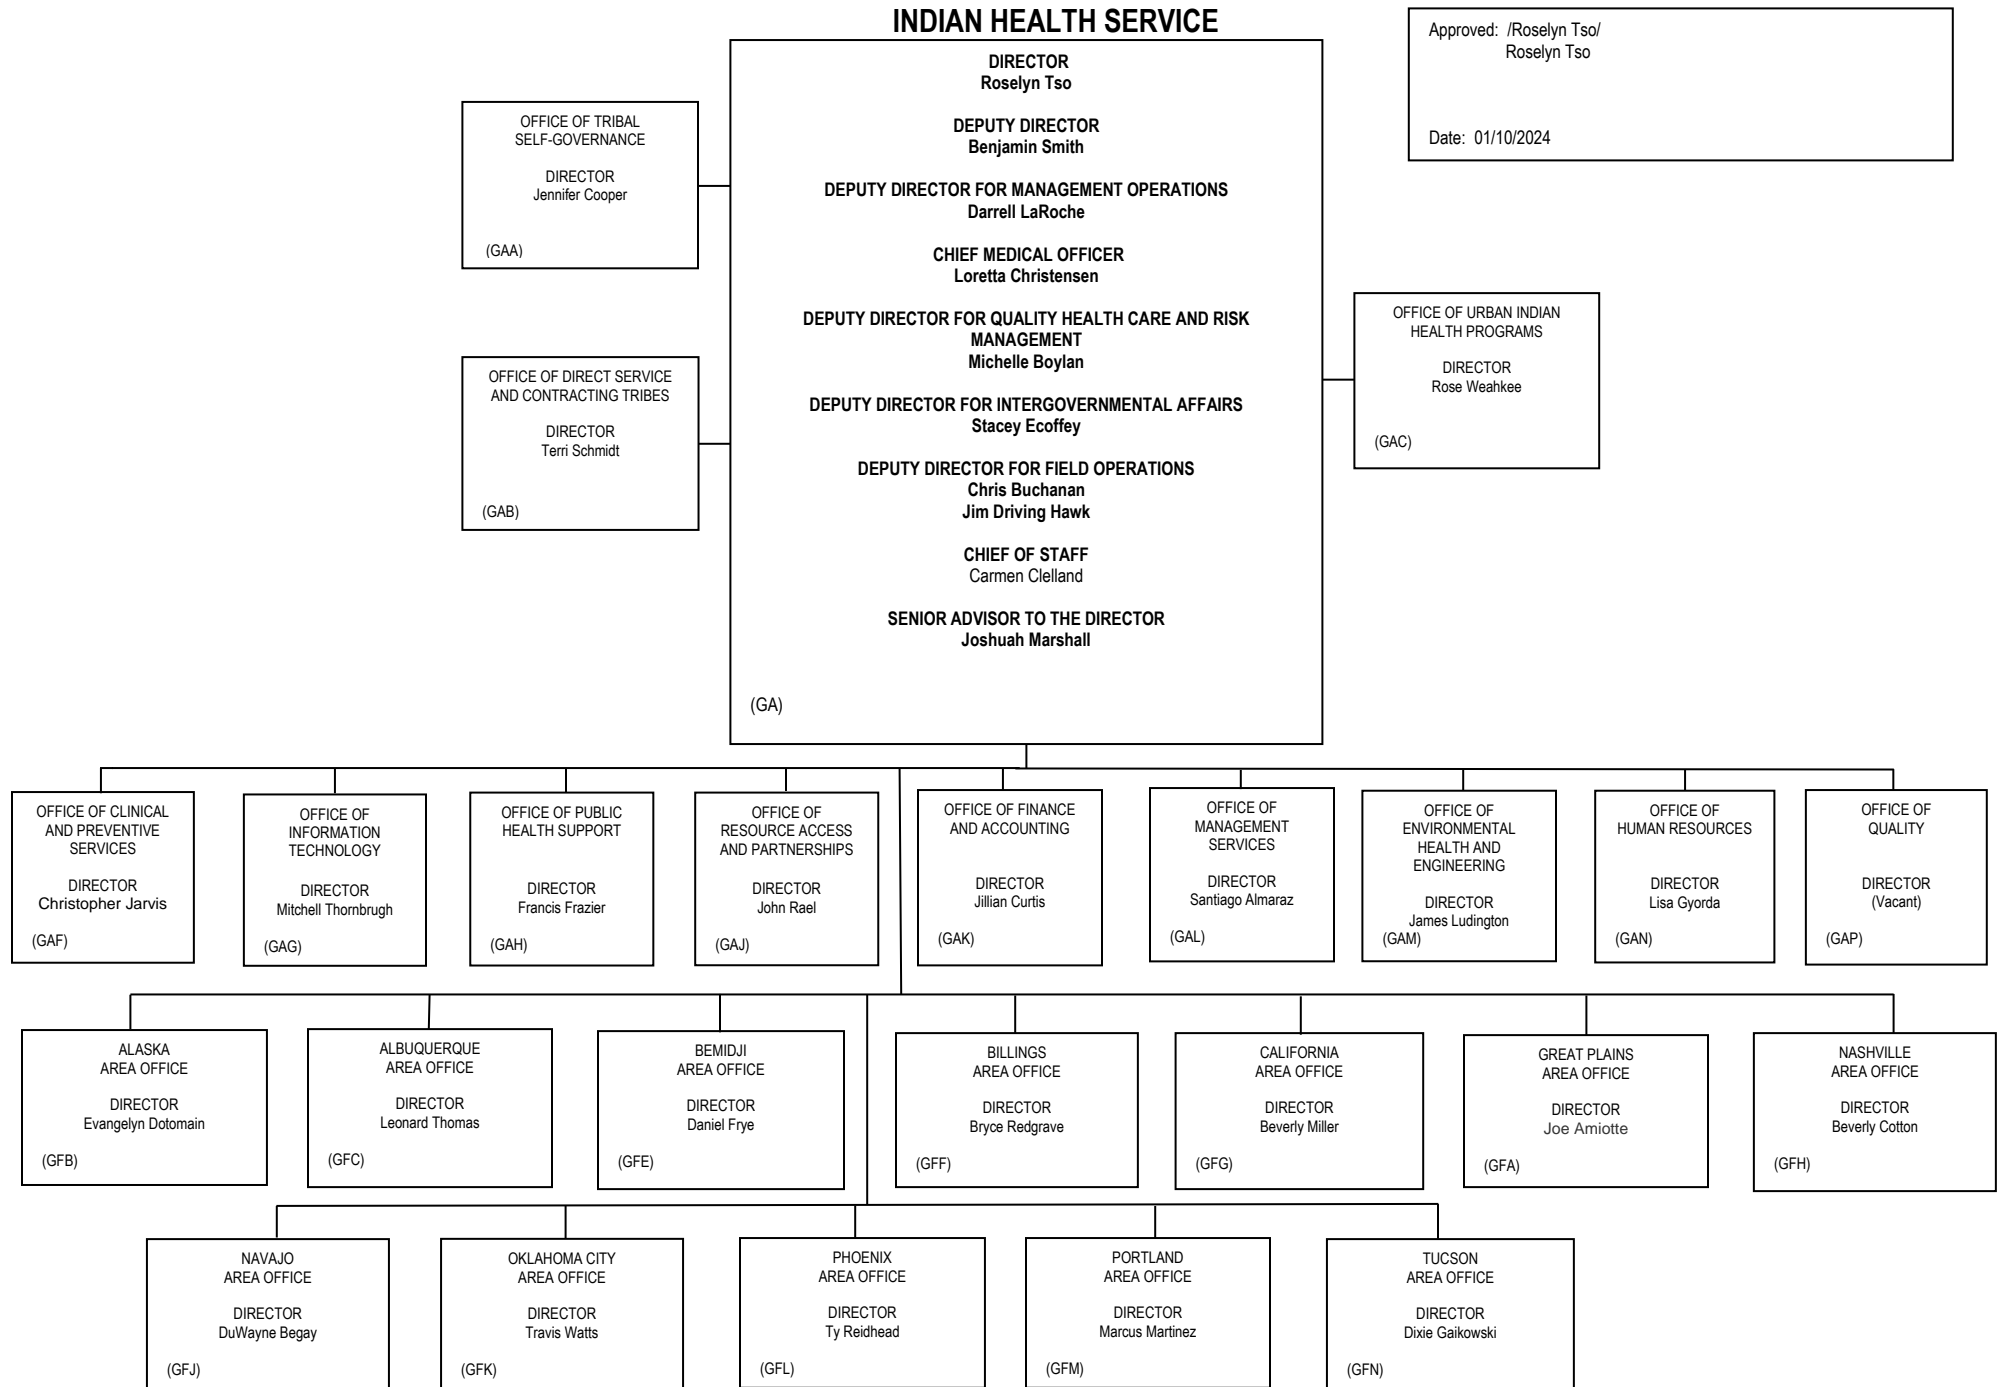 INDIAN HEALTH SERVICE
Approved: /Roselyn Tso/
Roselyn Tso
Date: 01/10/2024
DIRECTOR
Roselyn Tso
DEPUTY DIRECTOR
Benjamin Smith
DEPUTY DIRECTOR FOR MANAGEMENT OPERATIONS
Darrell LaRoche
CHIEF MEDICAL OFFICER
Loretta Christensen
DEPUTY DIRECTOR FOR QUALITY HEALTH CARE AND RISK
MANAGEMENT
Michelle Boylan
DEPUTY DIRECTOR FOR INTERGOVERNMENTAL AFFAIRS
Stacey Ecoffey
DEPUTY DIRECTOR FOR FIELD OPERATIONS
Chris Buchanan
Jim Driving Hawk
CHIEF OF STAFF
Carmen Clelland
SENIOR ADVISOR TO THE DIRECTOR
Joshuah Marshall
(GA)
OFFICE OF TRIBAL
SELF-GOVERNANCE
DIRECTOR
Jennifer Cooper
(GAA)
OFFICE OF DIRECT SERVICE
AND CONTRACTING TRIBES
DIRECTOR
Terri Schmidt
(GAB)
OFFICE OF URBAN INDIAN
HEALTH PROGRAMS
DIRECTOR
Rose Weahkee
(GAC)
OFFICE OF CLINICAL
AND PREVENTIVE
SERVICES
DIRECTOR
Christopher Jarvis
(GAF)
OFFICE OF
INFORMATION
TECHNOLOGY
DIRECTOR
Mitchell Thornbrugh
(GAG)
OFFICE OF PUBLIC
HEALTH SUPPORT
DIRECTOR
Francis Frazier
(GAH)
OFFICE OF
RESOURCE ACCESS
AND PARTNERSHIPS
DIRECTOR
John Rael
(GAJ)
OFFICE OF FINANCE
AND ACCOUNTING
DIRECTOR
Jillian Curtis
(GAK)
OFFICE OF
MANAGEMENT
SERVICES
DIRECTOR
Santiago Almaraz
(GAL)
OFFICE OF
ENVIRONMENTAL
HEALTH AND
ENGINEERING
DIRECTOR
James Ludington
(GAM)
OFFICE OF
HUMAN RESOURCES
DIRECTOR
Lisa Gyorda
(GAN)
OFFICE OF
QUALITY
DIRECTOR
(Vacant)
(GAP)
ALASKA
AREA OFFICE
DIRECTOR
Evangelyn Dotomain
(GFB)
ALBUQUERQUE
AREA OFFICE
DIRECTOR
Leonard Thomas
(GFC)
BEMIDJI
AREA OFFICE
DIRECTOR
Daniel Frye
(GFE)
BILLINGS
AREA OFFICE
DIRECTOR
Bryce Redgrave
(GFF)
CALIFORNIA
AREA OFFICE
DIRECTOR
Beverly Miller
(GFG)
GREAT PLAINS
AREA OFFICE
DIRECTOR
Joe Amiotte
(GFA)
NASHVILLE
AREA OFFICE
DIRECTOR
Beverly Cotton
(GFH)
NAVAJO
AREA OFFICE
DIRECTOR
DuWayne Begay
(GFJ)
OKLAHOMA CITY
AREA OFFICE
DIRECTOR
Travis Watts
(GFK)
PHOENIX
AREA OFFICE
DIRECTOR
Ty Reidhead
(GFL)
PORTLAND
AREA OFFICE
DIRECTOR
Marcus Martinez
(GFM)
TUCSON
AREA OFFICE
DIRECTOR
Dixie Gaikowski
(GFN)